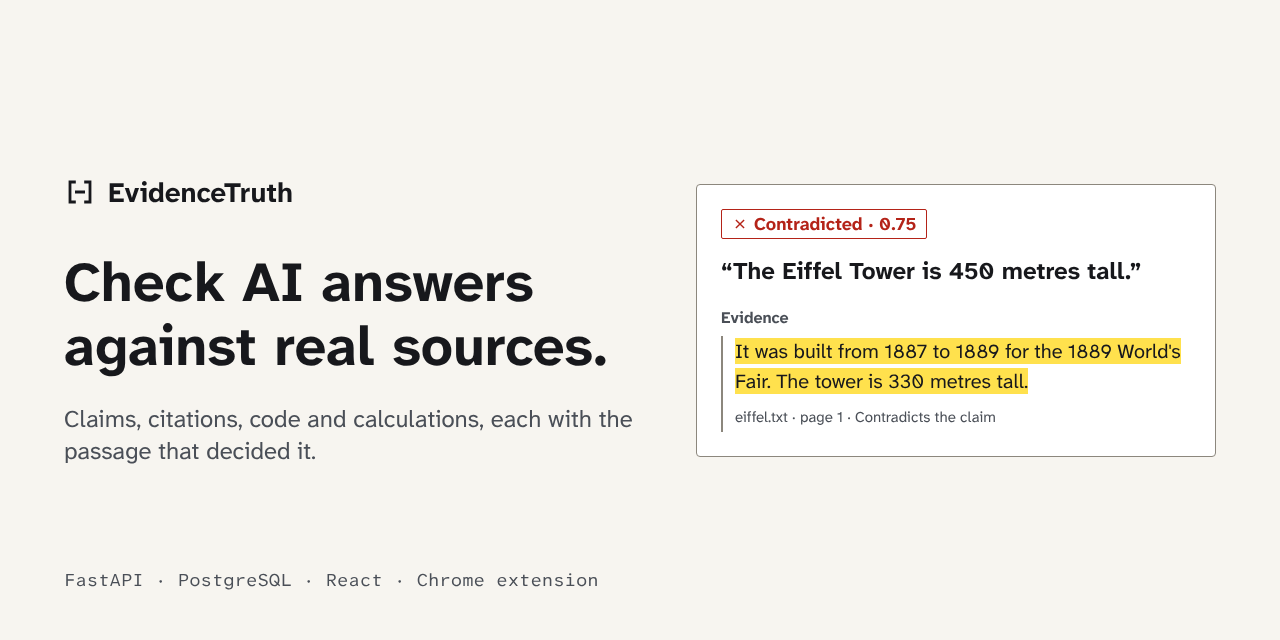 EvidenceTruth
Check AI answers
against real sources.
Claims, citations, code and calculations, each with the
passage that decided it.
FastAPI · PostgreSQL · React · Chrome extension
× Contradicted · 0.75
“The Eiffel Tower is 450 metres tall.”
Evidence
It was built from 1887 to 1889 for the 1889 World's
Fair. The tower is 330 metres tall.
eiffel.txt · page 1 · Contradicts the claim